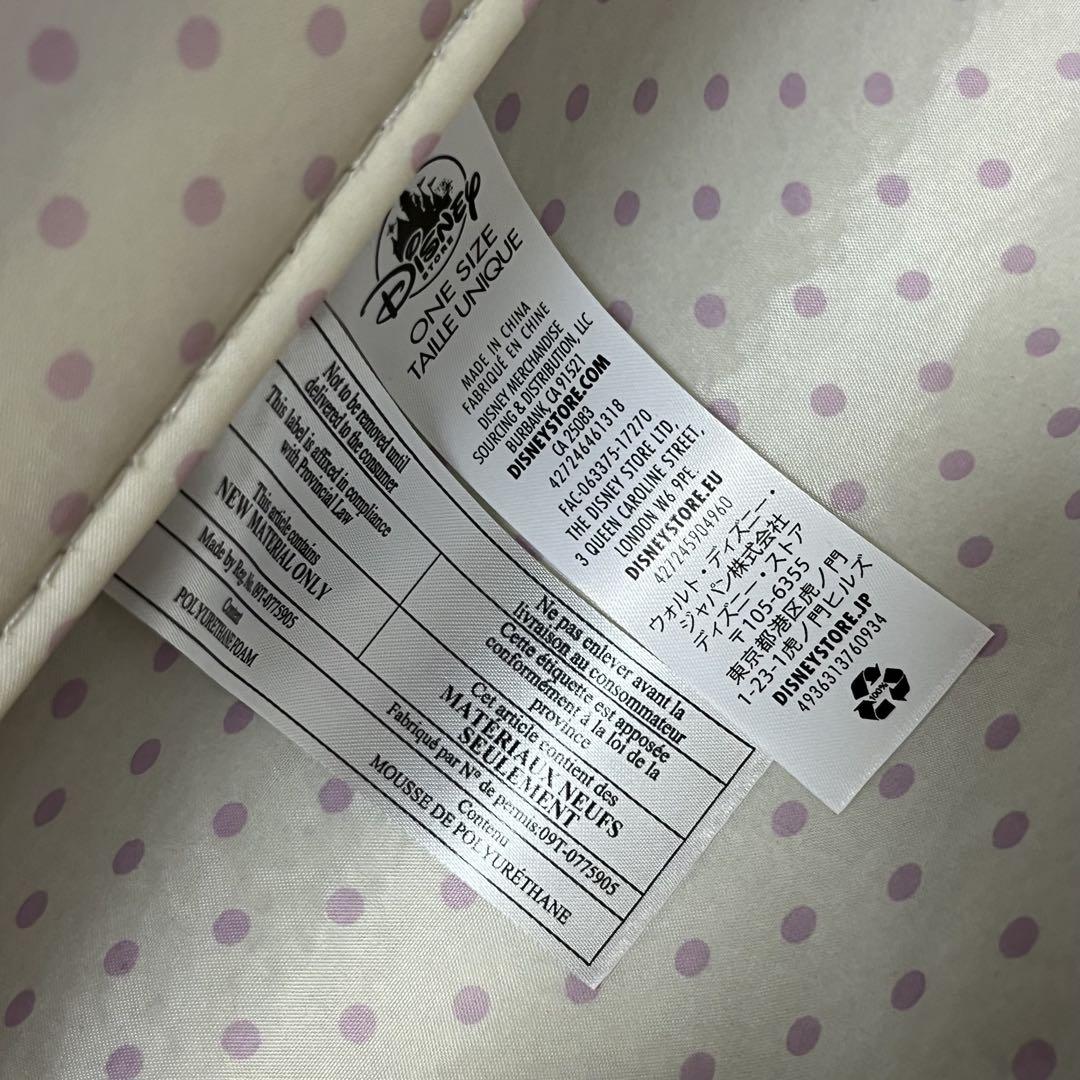 Disney
STORE
ONE SIZE
TAILLE UNIQUE
MADE IN CHINA
FABRIQUÉ EN CHINE
DISNEY MERCHANDISE
SOURCING & DISTRIBUTION, LLC
BURBANK, CA 91521
DISNEYSTORE.COM
CA 25083
427246461318
FAC-063375-17270
THE DISNEY STORE LTD,
3 QUEEN CAROLINE STREET,
LONDON W6 9PE.
DISNEYSTORE.EU
427245904960
ウォルト・ディズニー・
ジャパン株式会社
ディズニー・ストア
〒105-6355
東京都港区虎ノ門
1-23-1虎ノ門ヒルズ
DISNEYSTORE.JP
4936313760934
100%
Not to be removed until
delivered to the consumer
This label is affixed in compliance
with Provincial Law
This article contains
NEW MATERIAL ONLY
Made by Reg. No. 09T-0775905
Content
POLYURETHANE FOAM
Ne pas enlever avant la
livraison au consommateur
Cette étiquette est apposée
conformément à la loi de la
province
Cet article contient des
MATÉRIAUX NEUFS
SEULEMENT
Fabriqué par N° de
de permis:09T-0775905
Contenu
MOUSSE DE POLYURÉTHANE